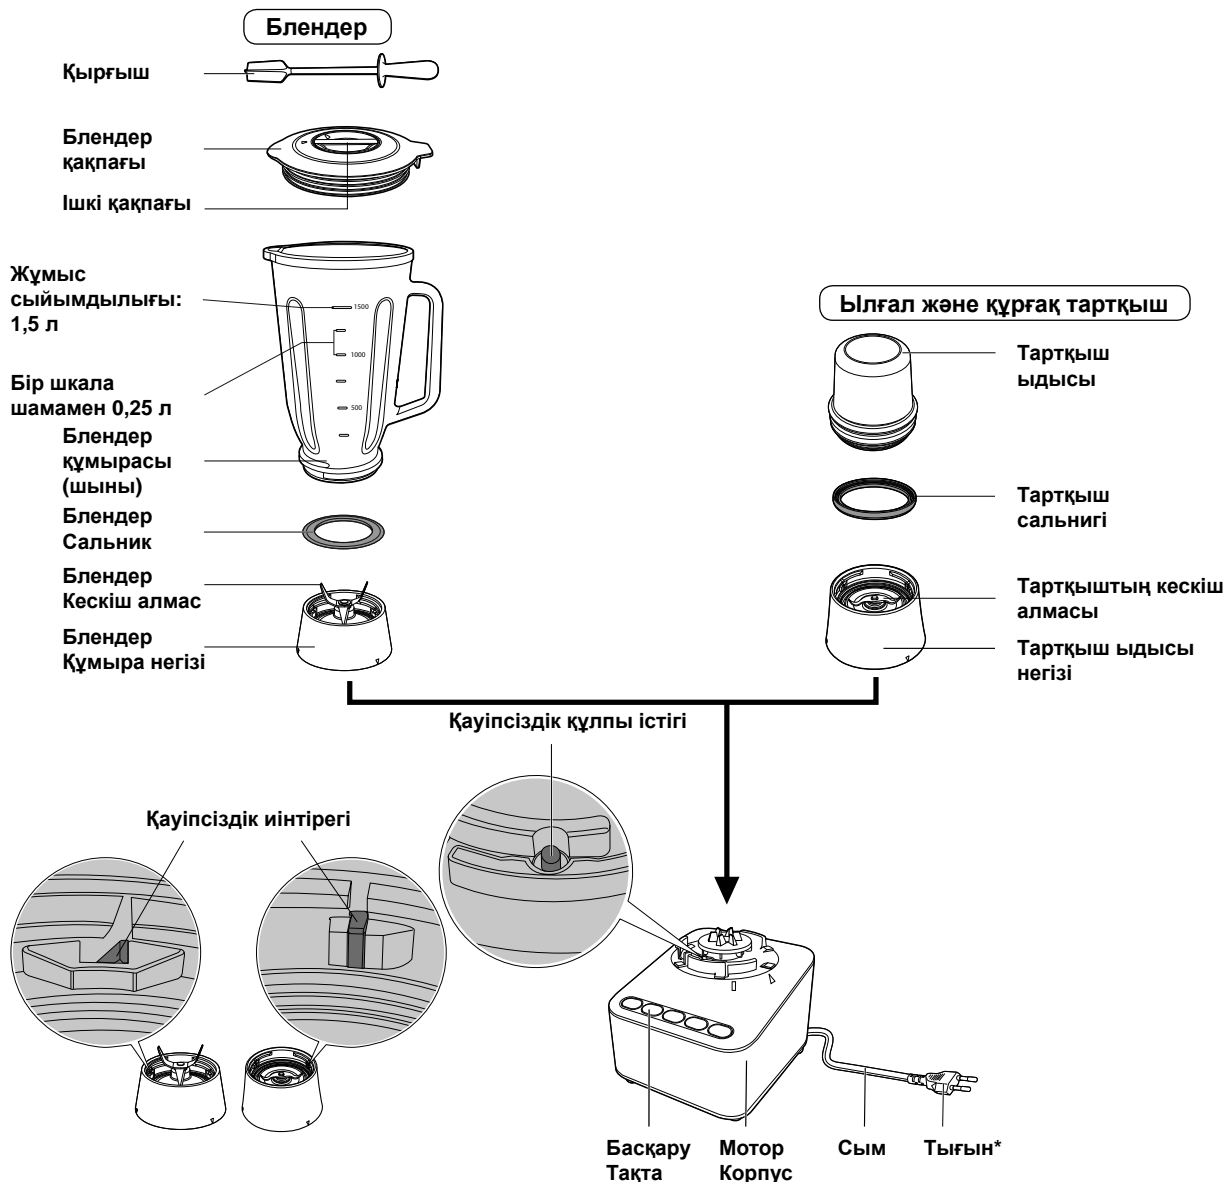 Блендер
Қырғыш
Блендер
қақпағы
Ішкі қақпағы
Жұмыс
сыйымдылығы:
1,5 л
1500
1000
500
Бір шкала
шамамен 0,25 л
Блендер
құмырасы
(шыны)
Блендер
Сальник
Блендер
Кескіш алмас
Блендер
Құмыра негізі
Ылғал және құрғақ тартқыш
Тартқыш
ыдысы
Тартқыш
сальнигі
Тартқыштың кескіш
алмасы
Тартқыш ыдысы
негізі
Қауіпсіздік құлпы істігі
Қауіпсіздік иінтірегі
Басқару
Тақта
Мотор
Корпус
Сым
Тығын*